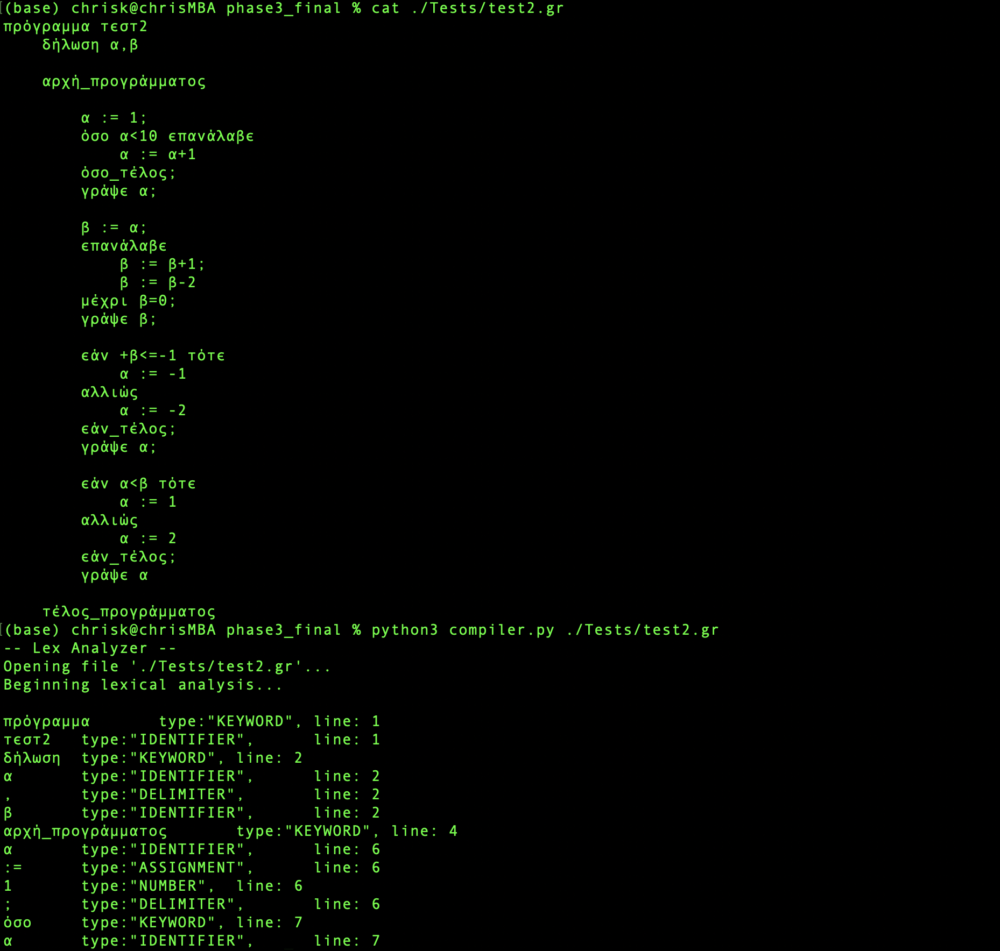 (base) chrisk@chrisMBA phase3_final % cat ./Tests/test2.gr
πρόγραμμα τεστ2
    δήλωση α,β

    αρχή_προγράμματος

        α := 1;
        όσο α<10 επανάλαβε
            α := α+1
        όσο_τέλος;
        γράψε α;

        β := α;
        επανάλαβε
            β := β+1;
            β := β-2
        μέχρι β=0;
        γράψε β;

        εάν +β<=-1 τότε
            α := -1
        αλλιώς
            α := -2
        εάν_τέλος;
        γράψε α;

        εάν α<β τότε
            α := 1
        αλλιώς
            α := 2
        εάν_τέλος;
        γράψε α

    τέλος_προγράμματος
(base) chrisk@chrisMBA phase3_final % python3 compiler.py ./Tests/test2.gr
-- Lex Analyzer --
Opening file './Tests/test2.gr'...
Beginning lexical analysis...

πρόγραμμα       type:"KEYWORD", line: 1
τεστ2   type:"IDENTIFIER",      line: 1
δήλωση  type:"KEYWORD", line: 2
α       type:"IDENTIFIER",      line: 2
,       type:"DELIMITER",       line: 2
β       type:"IDENTIFIER",      line: 2
αρχή_προγράμματος       type:"KEYWORD", line: 4
α       type:"IDENTIFIER",      line: 6
:=      type:"ASSIGNMENT",      line: 6
1       type:"NUMBER",  line: 6
;       type:"DELIMITER",       line: 6
όσο     type:"KEYWORD", line: 7
α       type:"IDENTIFIER",      line: 7